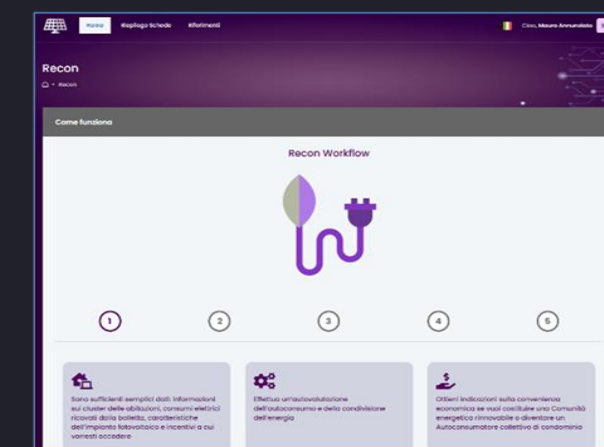 Home Riepilogo Schede Riferimenti
Ciao, Mauro Annunziato
Recon
Recon
Come funziona
Recon Workflow
1 2 3 4 5
Sono sufficienti semplici dati: informazioni
sui cluster delle abitazioni, consumi elettrici
ricavati dalla bolletta, caratteristiche
dell'impianto fotovoltaico e incentivi a cui
vorresti accedere
Effettua un'autovalutazione
dell'autoconsumo e della condivisione
dell'energia
Ottieni indicazioni sulla convenienza
economica se vuoi costituire una Comunità
energetica rinnovabile o diventare un
Autoconsumatore collettivo di condominio